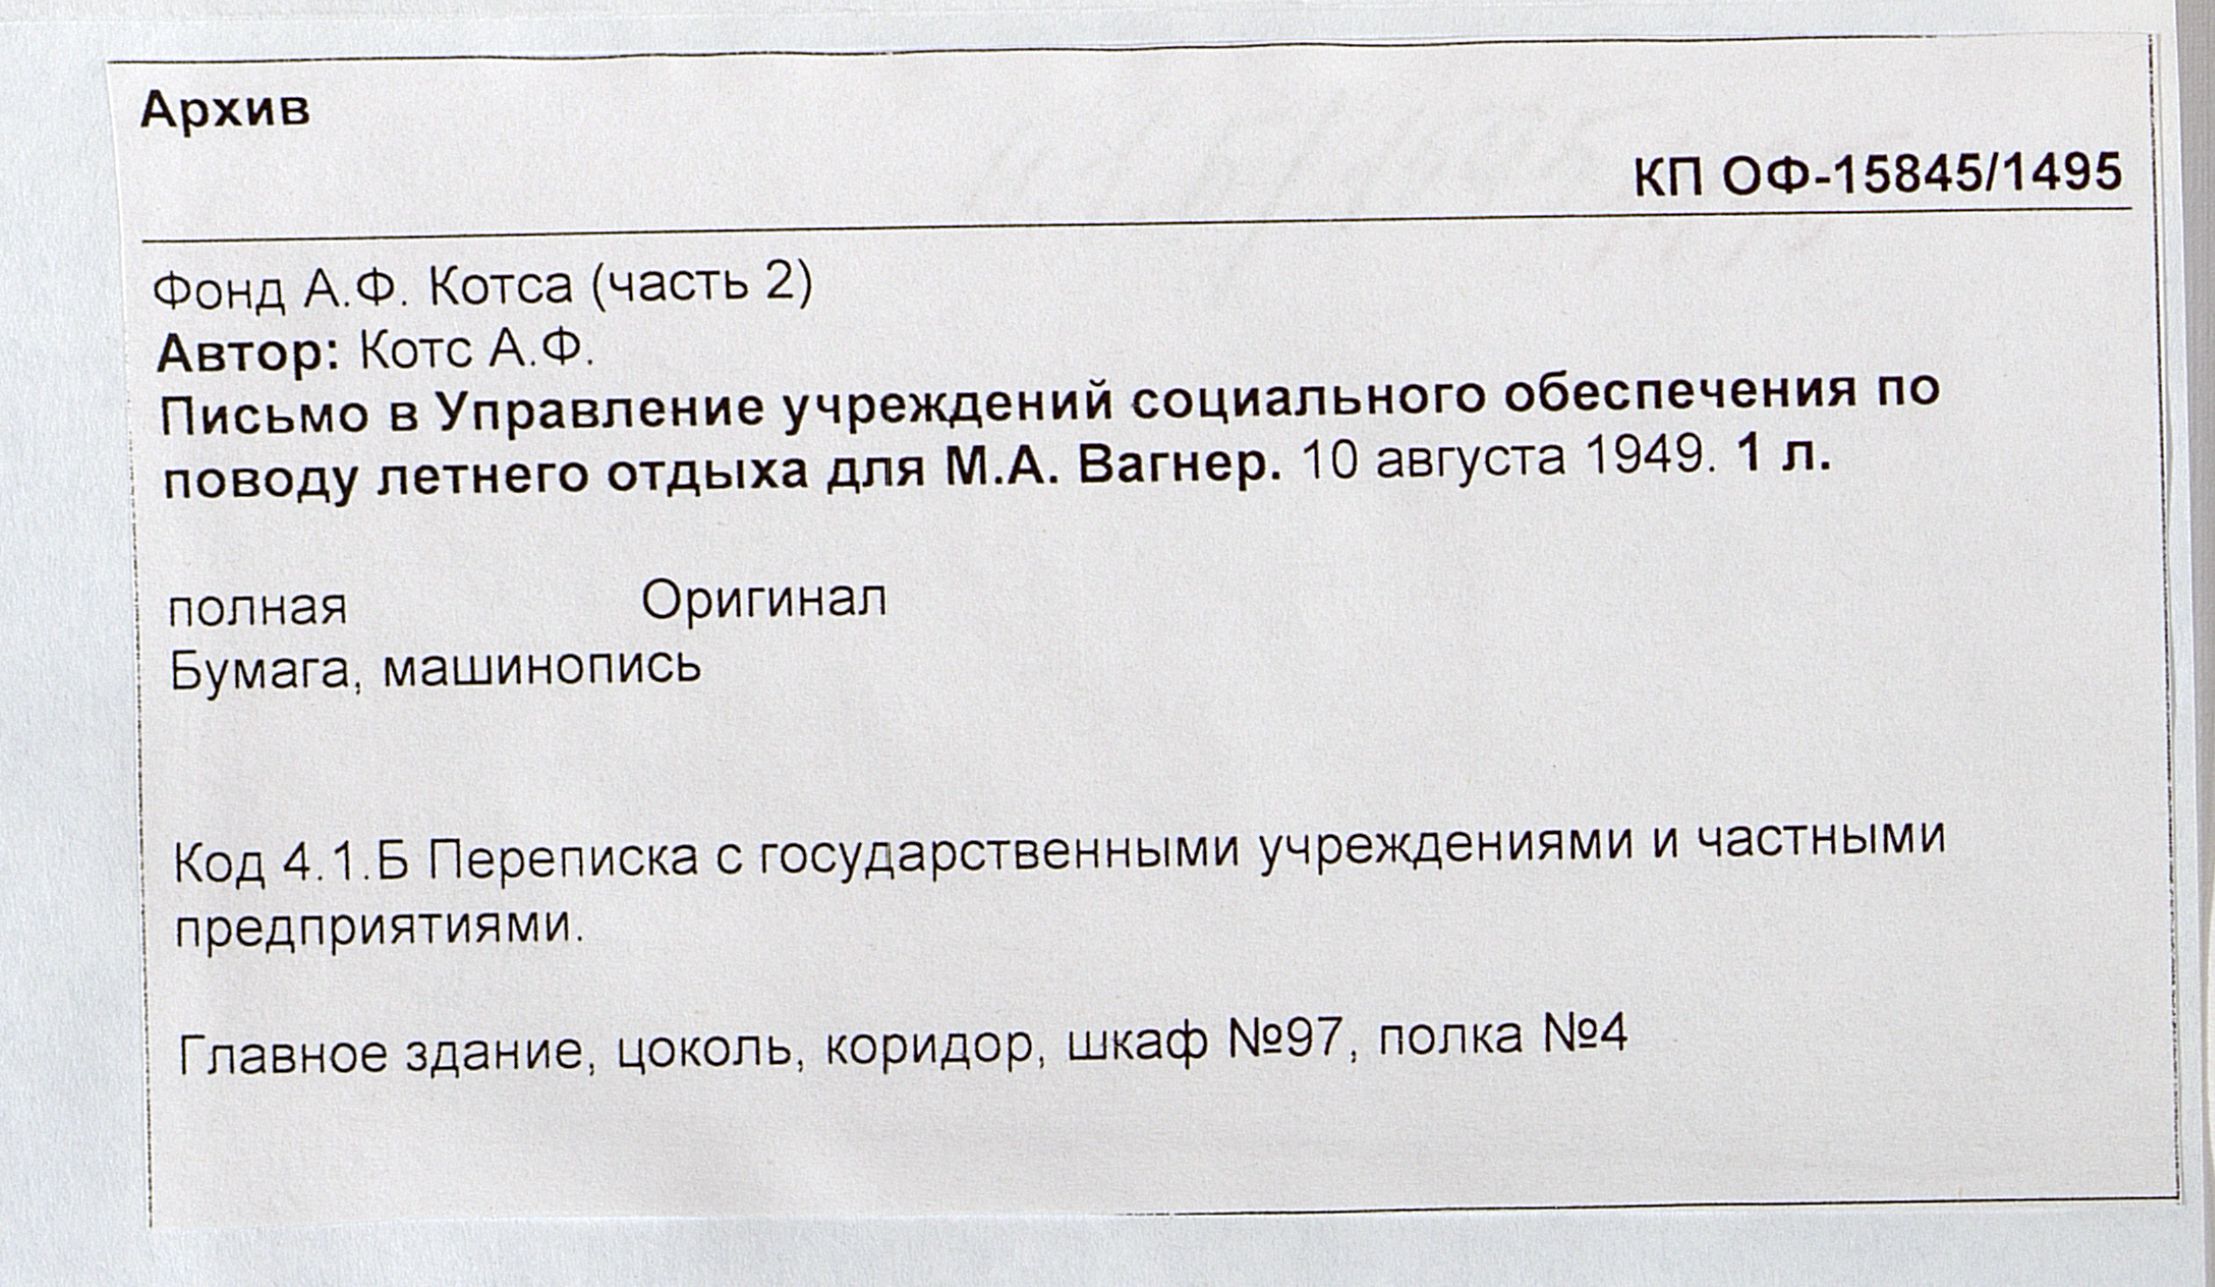 Архив
КП ОФ-15845/1495
Фонд А.Ф. Котса (часть 2)
Автор: Котс А.Ф.
Письмо в Управление учреждений социального обеспечения по
поводу летнего отдыха для М.А. Вагнер. 10 августа 1949. 1 л.
полная Оригинал
Бумага, машинопись
Код 4.1.Б Переписка с государственными учреждениями и частными
предприятиями.
Главное здание, цоколь, коридор, шкаф №97, полка №4